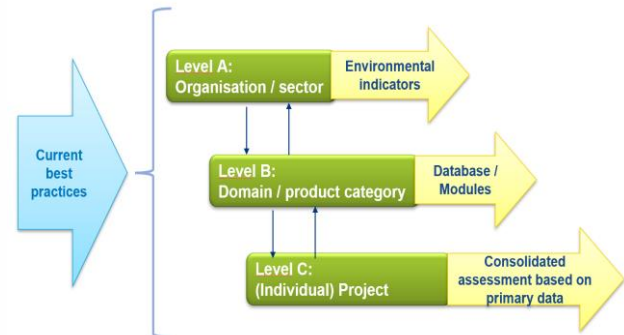 Level A:
Organisation / sector
Environmental
indicators
Current
best
practices
Level B:
Domain / product category
Database /
Modules
Level C:
(Individual) Project
Consolidated
assessment based on
primary data